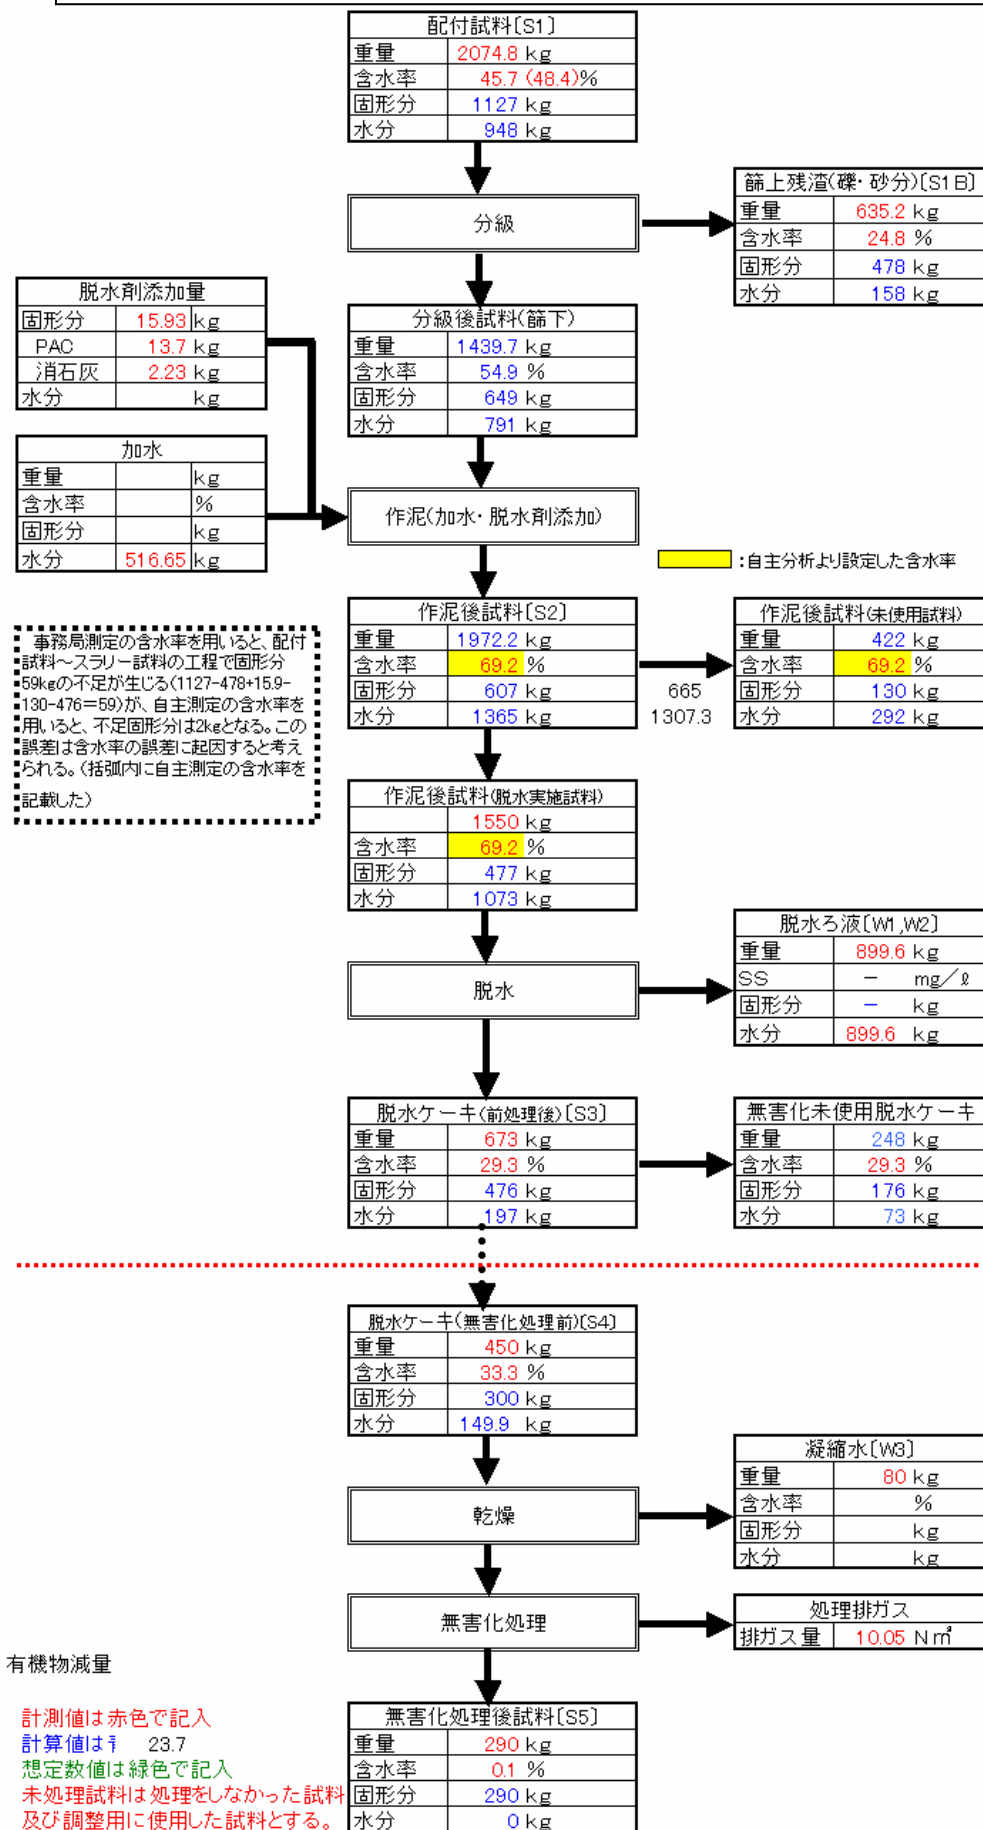 配付試料〔S1〕
重量 2074.8 kg
含水率 45.7 (48.4)%
固形分 1127 kg
水分 948 kg
分級
篩上残渣(礫・砂分)〔S1B〕
重量 635.2 kg
含水率 24.8 %
固形分 478 kg
水分 158 kg
脱水剤添加量
固形分 15.93 kg
PAC 13.7 kg
消石灰 2.23 kg
水分 kg
分級後試料(篩下)
重量 1439.7 kg
含水率 54.9 %
固形分 649 kg
水分 791 kg
加水
重量 kg
含水率 %
固形分 kg
水分 516.65 kg
作泥(加水・脱水剤添加)
:自主分析より設定した含水率
作泥後試料〔S2〕
重量 1972.2 kg
含水率 69.2 %
固形分 607 kg
水分 1365 kg
665
1307.3
作泥後試料(未使用試料)
重量 422 kg
含水率 69.2 %
固形分 130 kg
水分 292 kg
事務局測定の含水率を用いると、配付
試料~スラリー試料の工程で固形分
59kgの不足が生じる(1127-478+15.9-
130-476=59)が、自主測定の含水率を
用いると、不足固形分は2kgとなる。この
誤差は含水率の誤差に起因すると考え
られる。(括弧内に自主測定の含水率を
記載した)
作泥後試料(脱水実施試料)
1550 kg
含水率 69.2 %
固形分 477 kg
水分 1073 kg
脱水
脱水ろ液〔W1,W2〕
重量 899.6 kg
SS - mg/ℓ
固形分 - kg
水分 899.6 kg
脱水ケーキ(前処理後)〔S3〕
重量 673 kg
含水率 29.3 %
固形分 476 kg
水分 197 kg
無害化未使用脱水ケーキ
重量 248 kg
含水率 29.3 %
固形分 176 kg
水分 73 kg
脱水ケーキ(無害化処理前)〔S4〕
重量 450 kg
含水率 33.3 %
固形分 300 kg
水分 149.9 kg
乾燥
凝縮水〔W3〕
重量 80 kg
含水率 %
固形分 kg
水分 kg
無害化処理
処理排ガス
排ガス量 10.05 N㎥
有機物減量
計測値は赤色で記入
計算値は 23.7
想定数値は緑色で記入
未処理試料は処理をしなかった試料
及び調整用に使用した試料とする。
無害化処理後試料〔S5〕
重量 290 kg
含水率 0.1 %
固形分 290 kg
水分 0 kg